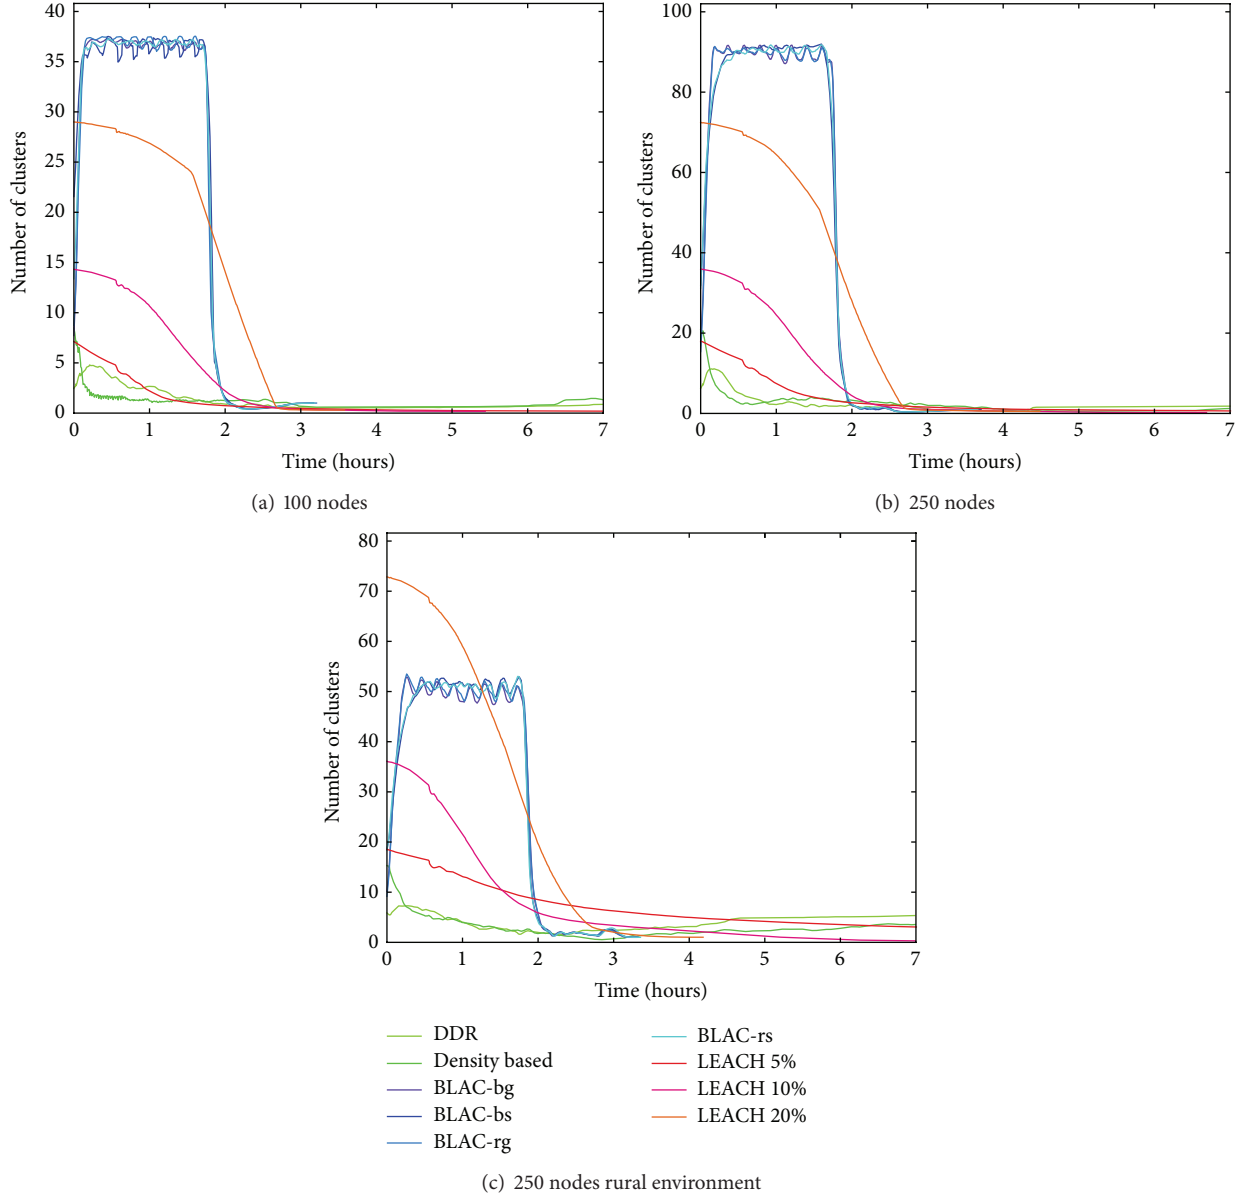 40
35
30
25
20
15
10
5
0
Number of clusters
0 1 2 3 4 5 6 7
Time (hours)
(a) 100 nodes
100
80
60
40
20
0
Number of clusters
0 1 2 3 4 5 6 7
Time (hours)
(b) 250 nodes
80
70
60
50
40
30
20
10
0
Number of clusters
0 1 2 3 4 5 6 7
Time (hours)
DDR
Density based
BLAC-bg
BLAC-bs
BLAC-rg
BLAC-rs
LEACH 5%
LEACH 10%
LEACH 20%
(c) 250 nodes rural environment